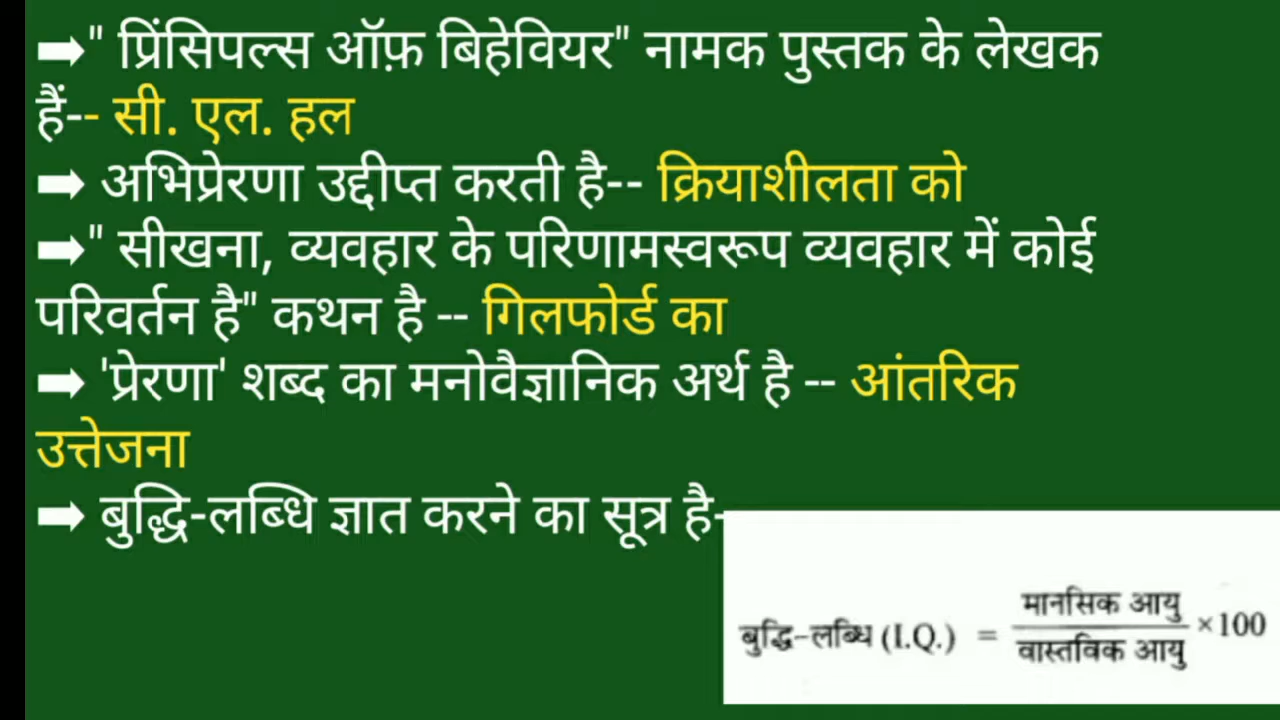 ➡" प्रिंसिपल्स ऑफ़ बिहेवियर" नामक पुस्तक के लेखक
हैं-- सी. एल. हल
➡ अभिप्रेरणा उद्दीप्त करती है-- क्रियाशीलता को
➡" सीखना, व्यवहार के परिणामस्वरूप व्यवहार में कोई
परिवर्तन है" कथन है -- गिलफोर्ड का
➡ 'प्रेरणा' शब्द का मनोवैज्ञानिक अर्थ है -- आंतरिक
उत्तेजना
➡ बुद्धि-लब्धि ज्ञात करने का सूत्र है-
मानसिक आयु
बुद्धि-लब्धि (I.Q.) = ×100
वास्तविक आयु